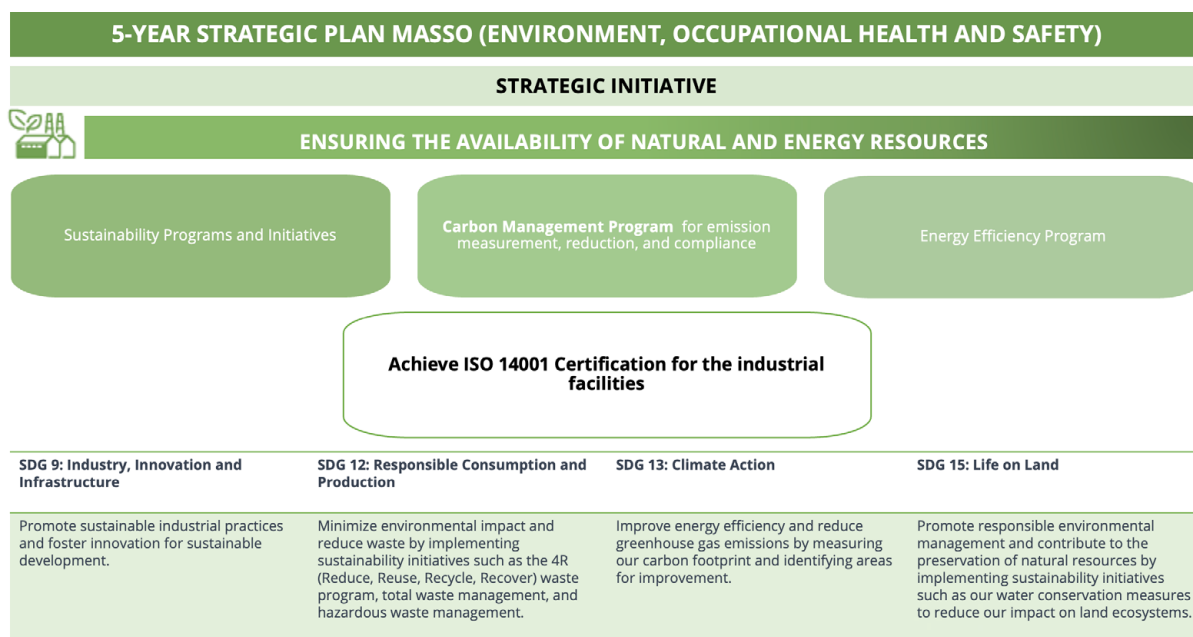 5-YEAR STRATEGIC PLAN MASSO (ENVIRONMENT, OCCUPATIONAL HEALTH AND SAFETY)
STRATEGIC INITIATIVE
ENSURING THE AVAILABILITY OF NATURAL AND ENERGY RESOURCES
Sustainability Programs and Initiatives
Carbon Management Program for emission
measurement, reduction, and compliance
Energy Efficiency Program
Achieve ISO 14001 Certification for the industrial
facilities
SDG 9: Industry, Innovation and
Infrastructure
SDG 12: Responsible Consumption and
Production
SDG 13: Climate Action
SDG 15: Life on Land
Promote sustainable industrial practices
and foster innovation for sustainable
development.
Minimize environmental impact and
reduce waste by implementing
sustainability initiatives such as the 4R
(Reduce, Reuse, Recycle, Recover) waste
program, total waste management, and
hazardous waste management.
Improve energy efficiency and reduce
greenhouse gas emissions by measuring
our carbon footprint and identifying areas
for improvement.
Promote responsible environmental
management and contribute to the
preservation of natural resources by
implementing sustainability initiatives
such as our water conservation measures
to reduce our impact on land ecosystems.